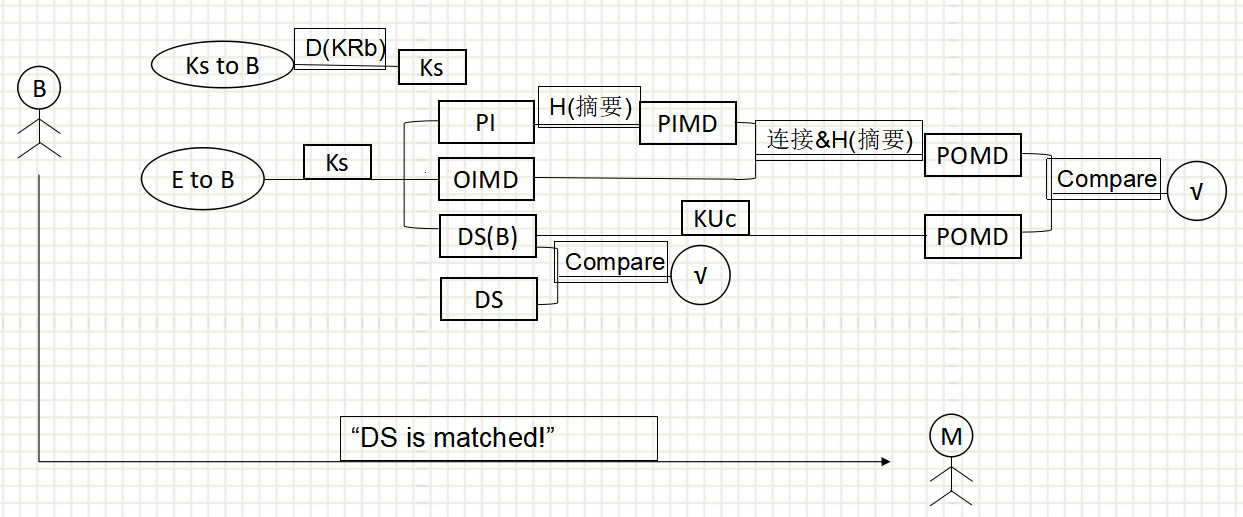 D(KRb)
Ks to B
Ks
B
PI
H(摘要)
PIMD
连接&H(摘要)
POMD
E to B
Ks
OIMD
Compare
√
DS(B)
KUc
POMD
Compare
√
DS
“DS is matched!”
M